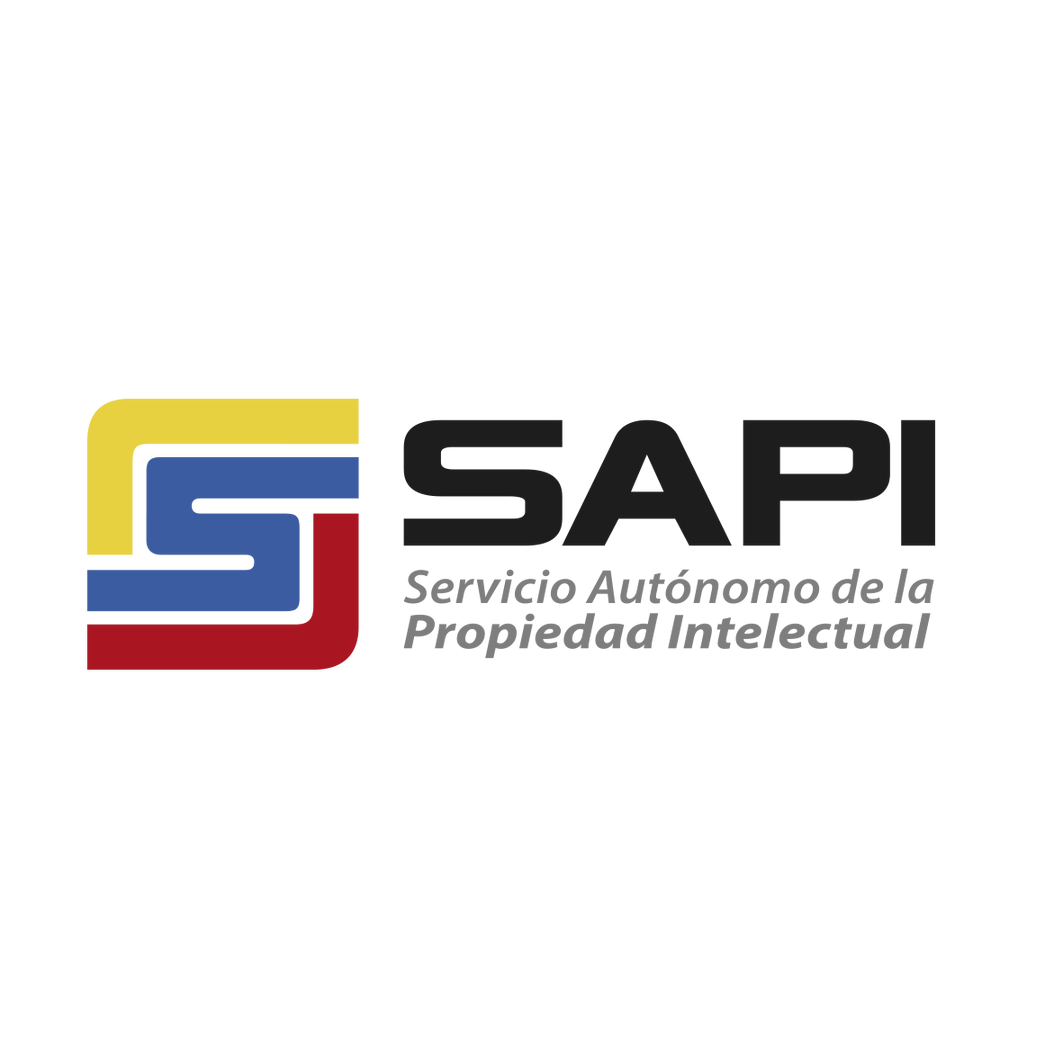 SAPI
Servicio Autónomo de la
Propiedad Intelectual